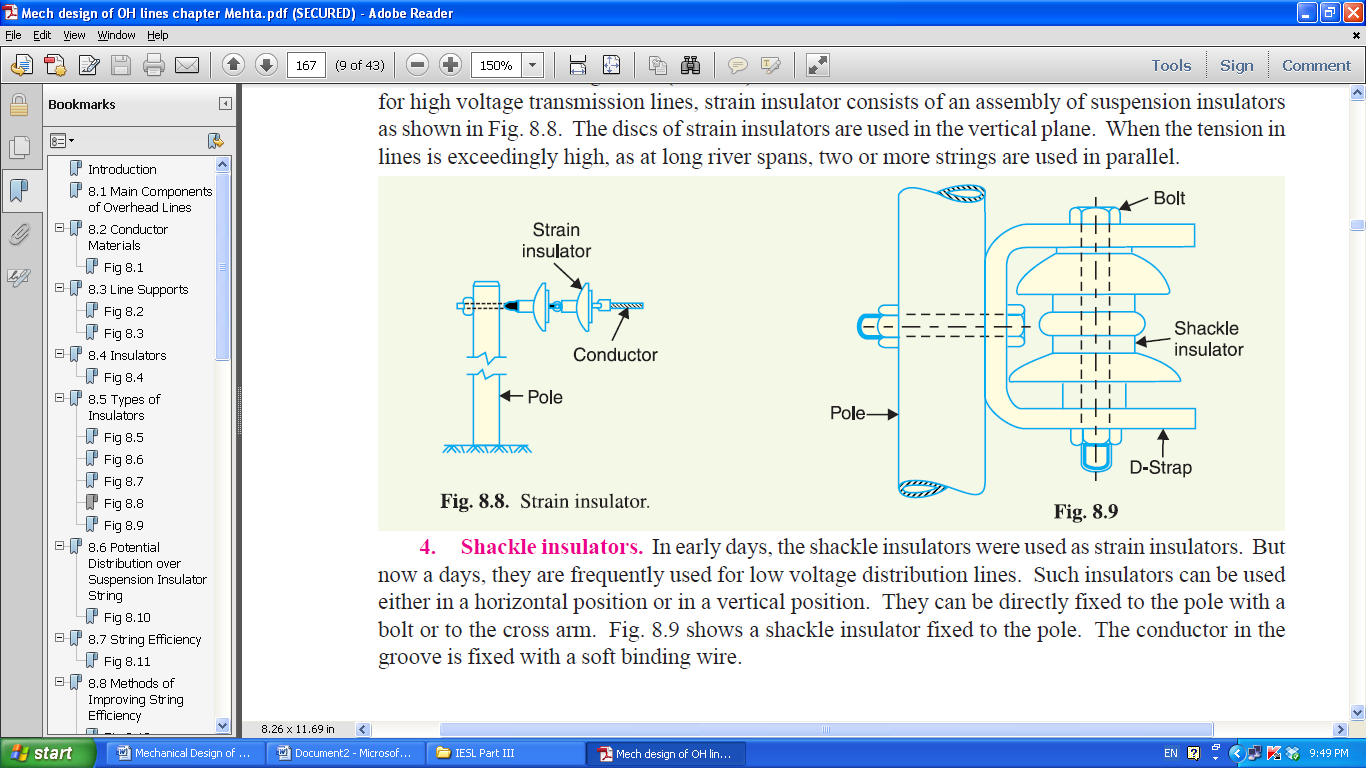 Mech design of OH lines chapter Mehta.pdf (SECURED) - Adobe Reader
File Edit View Window Help
167 (9 of 43) 150% Tools Sign Comment
Bookmarks
Introduction
8.1 Main Components
of Overhead Lines
8.2 Conductor
Materials
Fig 8.1
8.3 Line Supports
Fig 8.2
Fig 8.3
8.4 Insulators
Fig 8.4
8.5 Types of
Insulators
Fig 8.5
Fig 8.6
Fig 8.7
Fig 8.8
Fig 8.9
8.6 Potential
Distribution over
Suspension Insulator
String
Fig 8.10
8.7 String Efficiency
Fig 8.11
8.8 Methods of
Improving String
Efficiency
for high voltage transmission lines, strain insulator consists of an assembly of suspension insulators
as shown in Fig. 8.8. The discs of strain insulators are used in the vertical plane. When the tension in
lines is exceedingly high, as at long river spans, two or more strings are used in parallel.
Strain
insulator
Conductor
Pole
Fig. 8.8. Strain insulator.
Bolt
Shackle
insulator
Pole
D-Strap
Fig. 8.9
4. Shackle insulators. In early days, the shackle insulators were used as strain insulators. But
now a days, they are frequently used for low voltage distribution lines. Such insulators can be used
either in a horizontal position or in a vertical position. They can be directly fixed to the pole with a
bolt or to the cross arm. Fig. 8.9 shows a shackle insulator fixed to the pole. The conductor in the
groove is fixed with a soft binding wire.
8.26 x 11.69 in
start Mechanical Design of ... Document2 - Microsof... IESL Part III Mech design of OH lin... EN 9:49 PM